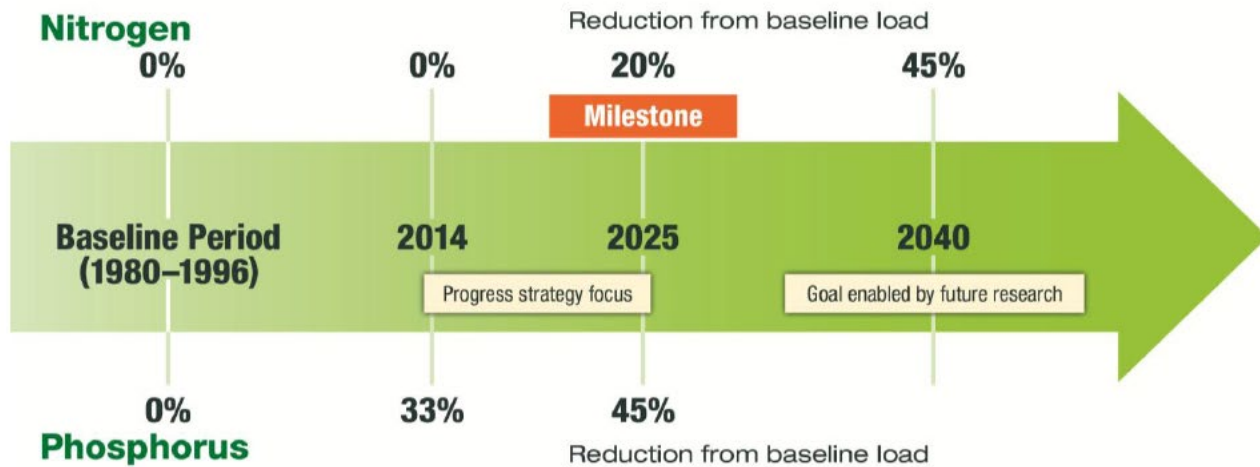 Nitrogen
Reduction from baseline load
0% 0% 20% 45%
Milestone
Baseline Period
(1980–1996)
2014 2025 2040
Progress strategy focus
Goal enabled by future research
0% 33% 45%
Phosphorus
Reduction from baseline load